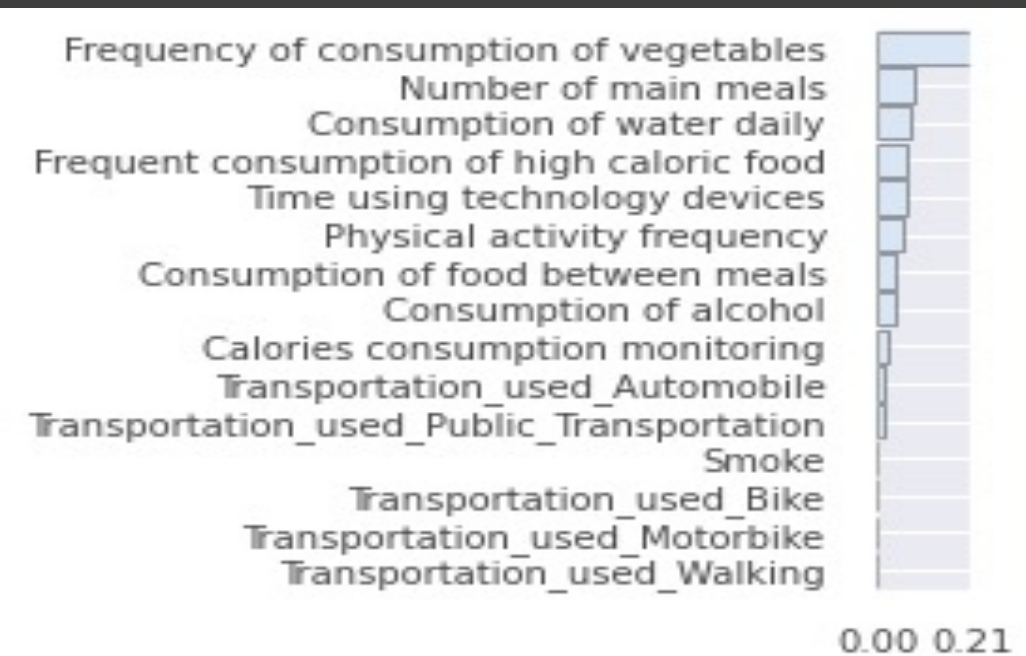 Frequency of consumption of vegetables
Number of main meals
Consumption of water daily
Frequent consumption of high caloric food
Time using technology devices
Physical activity frequency
Consumption of food between meals
Consumption of alcohol
Calories consumption monitoring
Transportation_used_Automobile
Transportation_used_Public_Transportation
Smoke
Transportation_used_Bike
Transportation_used_Motorbike
Transportation_used_Walking
0.00 0.21